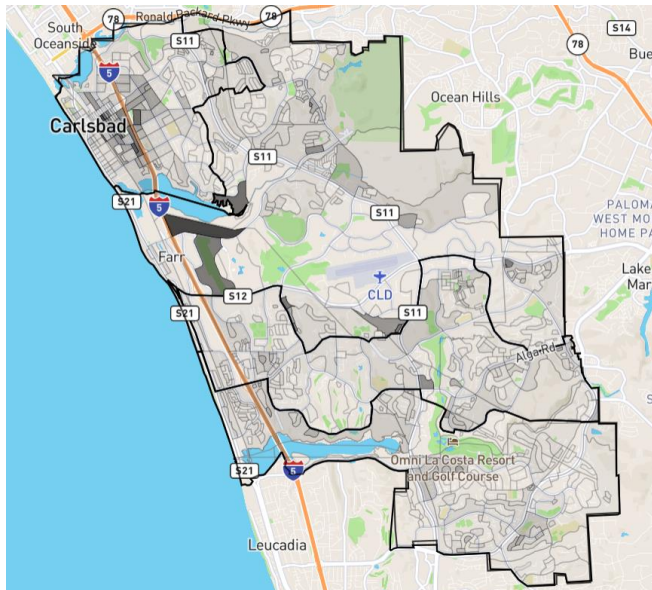 78
Ronald Packard Pkwy
78
South
Oceanside
S11
S14
78
5
Bue
Ocean Hills
Carlsbad
S11
S21
5
S11
PALOMA
WEST MO
HOME PA
Farr
Lake
Mar
CLD
S12
S21
S11
Alga Rd
S
Omni La Costa Resort
and Golf Course
S21
5
Leucadia